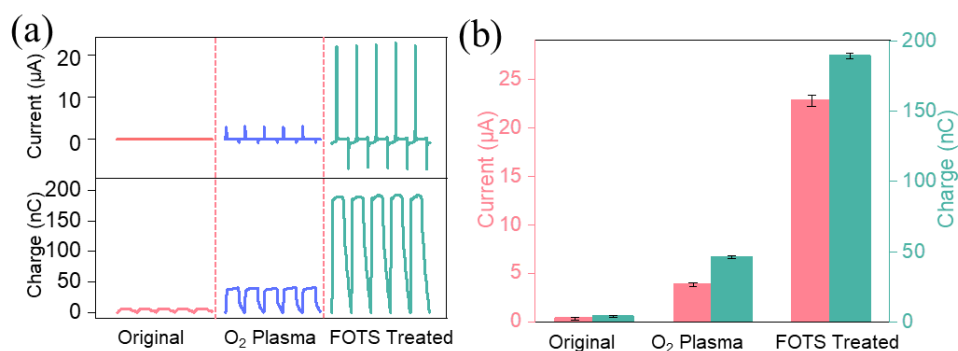 (a)
Current (μA)
20
10
0
Charge (nC)
200
150
100
50
0
Original
O₂ Plasma
FOTS Treated
(b)
Current (μA)
25
20
15
10
5
0
Charge (nC)
200
150
100
50
0
Original
O₂ Plasma
FOTS Treated